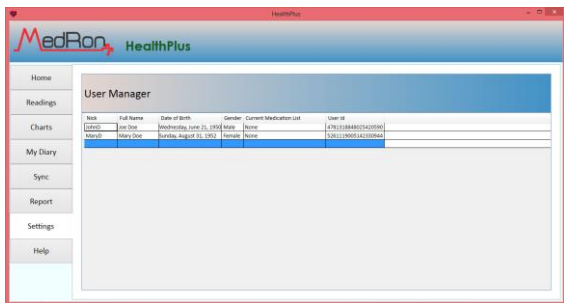 HealthPlus
MedRon HealthPlus
Home
Readings
Charts
My Diary
Sync
Report
Settings
Help
User Manager
Nick Full Name Date of Birth Gender Current Medication List User Id
JohnD Joe Doe Wednesday, June 21, 1950 Male None
MaryD Mary Doe Sunday, August 31, 1952 Female None